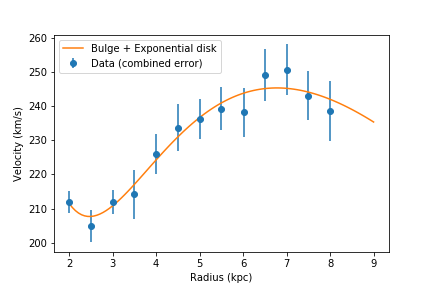 Bulge + Exponential disk
Data (combined error)
260
250
240
230
220
210
200
Velocity (km/s)
2 3 4 5 6 7 8 9
Radius (kpc)